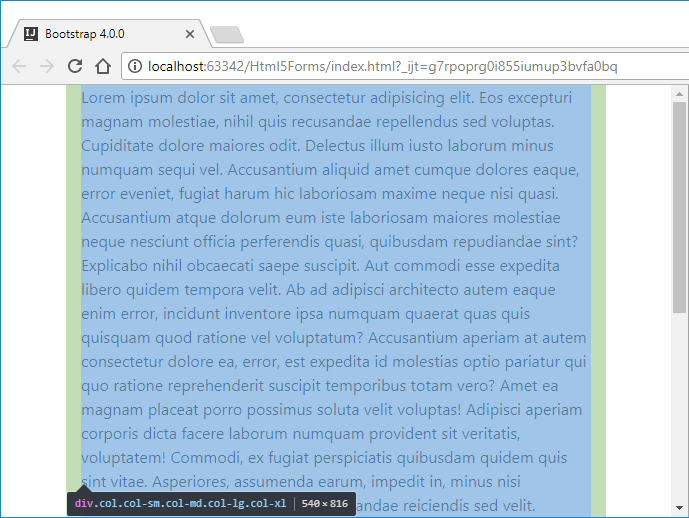 Bootstrap 4.0.0
localhost:63342/Html5Forms/index.html?_ijt=g7rpoprg0i855iumup3bvfa0bq
Lorem ipsum dolor sit amet, consectetur adipisicing elit. Eos excepturi
magnam molestiae, nihil quis recusandae repellendus sed voluptas.
Cupiditate dolore maiores odit. Delectus illum iusto laborum minus
numquam sequi vel. Accusantium aliquid amet cumque dolores eaque,
error eveniet, fugiat harum hic laboriosam maxime neque nisi quasi.
Accusantium atque dolorum eum iste laboriosam maiores molestiae
neque nesciunt officia perferendis quasi, quibusdam repudiandae sint?
Explicabo nihil obcaecati saepe suscipit. Aut commodi esse expedita
libero quidem tempora velit. Ab ad adipisci architecto autem eaque
enim error, incidunt inventore ipsa numquam quaerat quas quis
quisquam quod ratione vel voluptatum? Accusantium aperiam at autem
consectetur dolore ea, error, est expedita id molestias optio pariatur qui
quo ratione reprehenderit suscipit temporibus totam vero? Amet ea
magnam placeat porro possimus soluta velit voluptas! Adipisci aperiam
corporis dicta facere laborum numquam provident sit veritatis,
voluptatem! Commodi, ex fugiat perspiciatis quibusdam quidem quis
sint vitae. Asperiores, assumenda earum, impedit in, minus nisi
andae reiciendis sed velit.
div.col.col-sm.col-md.col-lg.col-xl 540×816